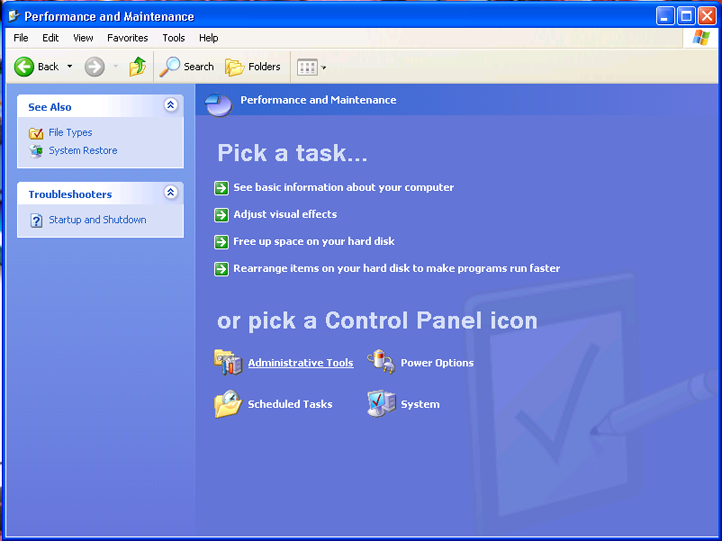 Performance and Maintenance
File Edit View Favorites Tools Help
Back Search Folders
See Also
File Types
System Restore
Troubleshooters
Startup and Shutdown
Performance and Maintenance
Pick a task...
See basic information about your computer
Adjust visual effects
Free up space on your hard disk
Rearrange items on your hard disk to make programs run faster
or pick a Control Panel icon
Administrative Tools Power Options
Scheduled Tasks System